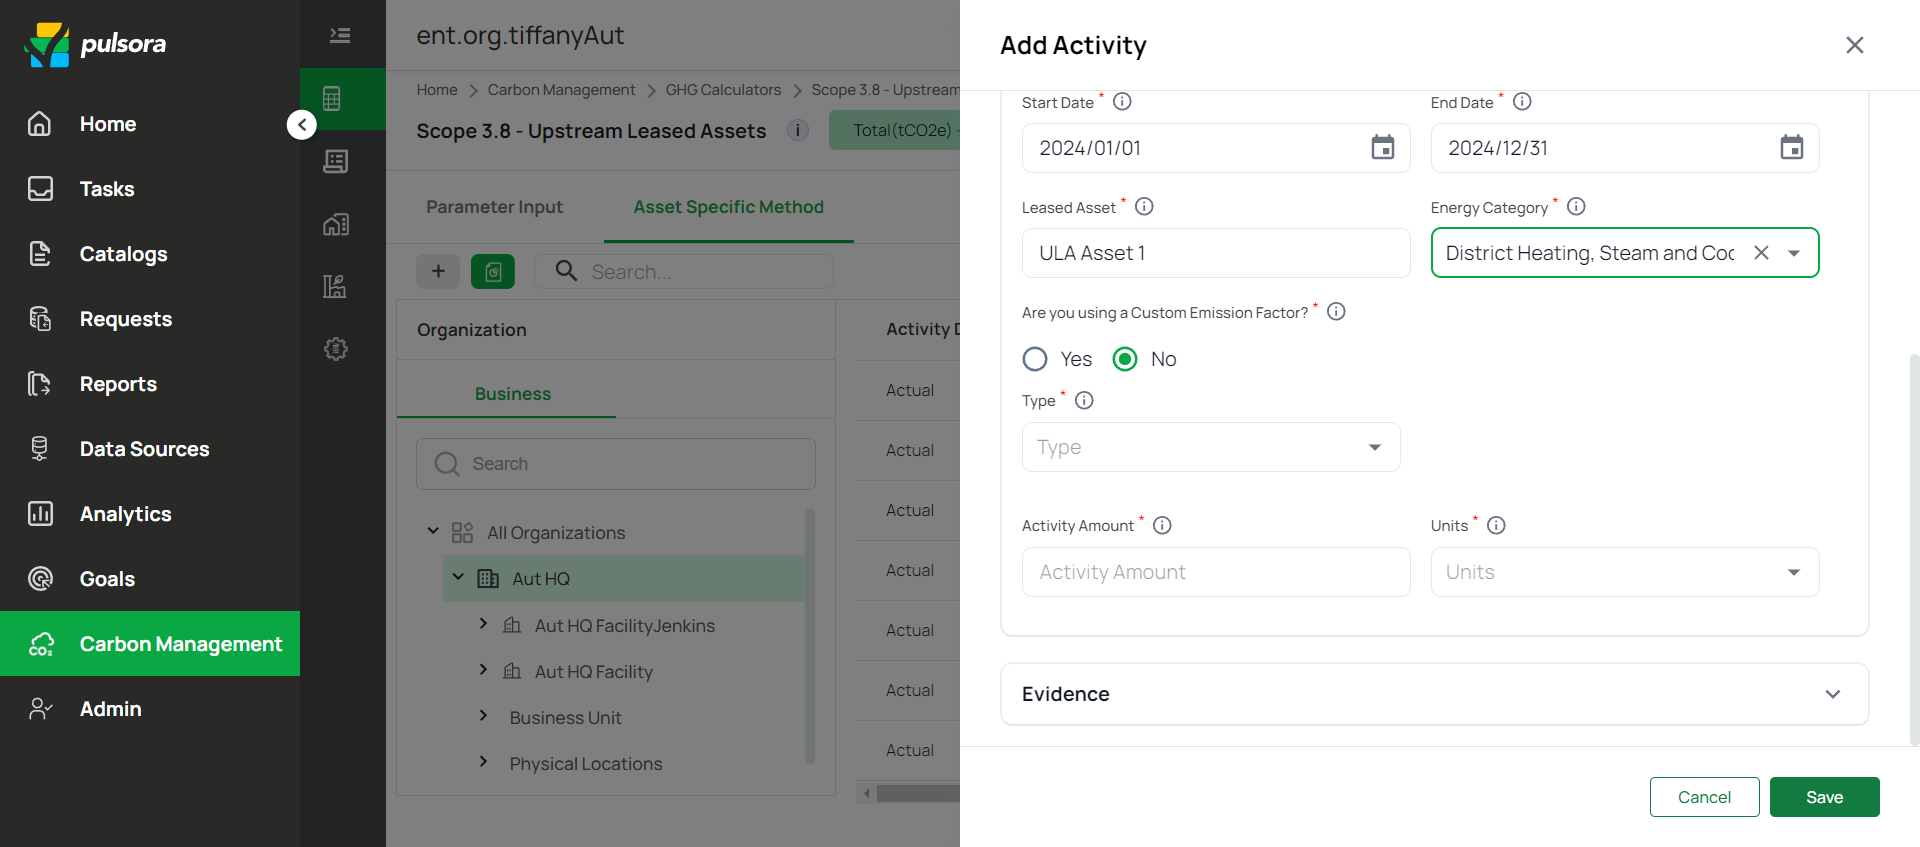 pulsora
Home
Tasks
Catalogs
Requests
Reports
Data Sources
Analytics
Goals
CO₂
Carbon Management
Admin
ent.org.tiffanyAut
Home > Carbon Management > GHG Calculators > Scope 3.8 - Upstream
Scope 3.8 - Upstream Leased Assets i Total(tCO2e) -
Parameter Input Asset Specific Method
+ Search...
Organization
Business
Search
All Organizations
Aut HQ
Aut HQ FacilityJenkins
Aut HQ Facility
Business Unit
Physical Locations
Activity D
Actual
Actual
Actual
Actual
Actual
Actual
Actual
Add Activity
Start Date * End Date *
2024/01/01 2024/12/31
Leased Asset * Energy Category *
ULA Asset 1 District Heating, Steam and Coo
Are you using a Custom Emission Factor? *
Yes No
Type *
Type
Activity Amount * Units *
Activity Amount Units
Evidence
Cancel Save